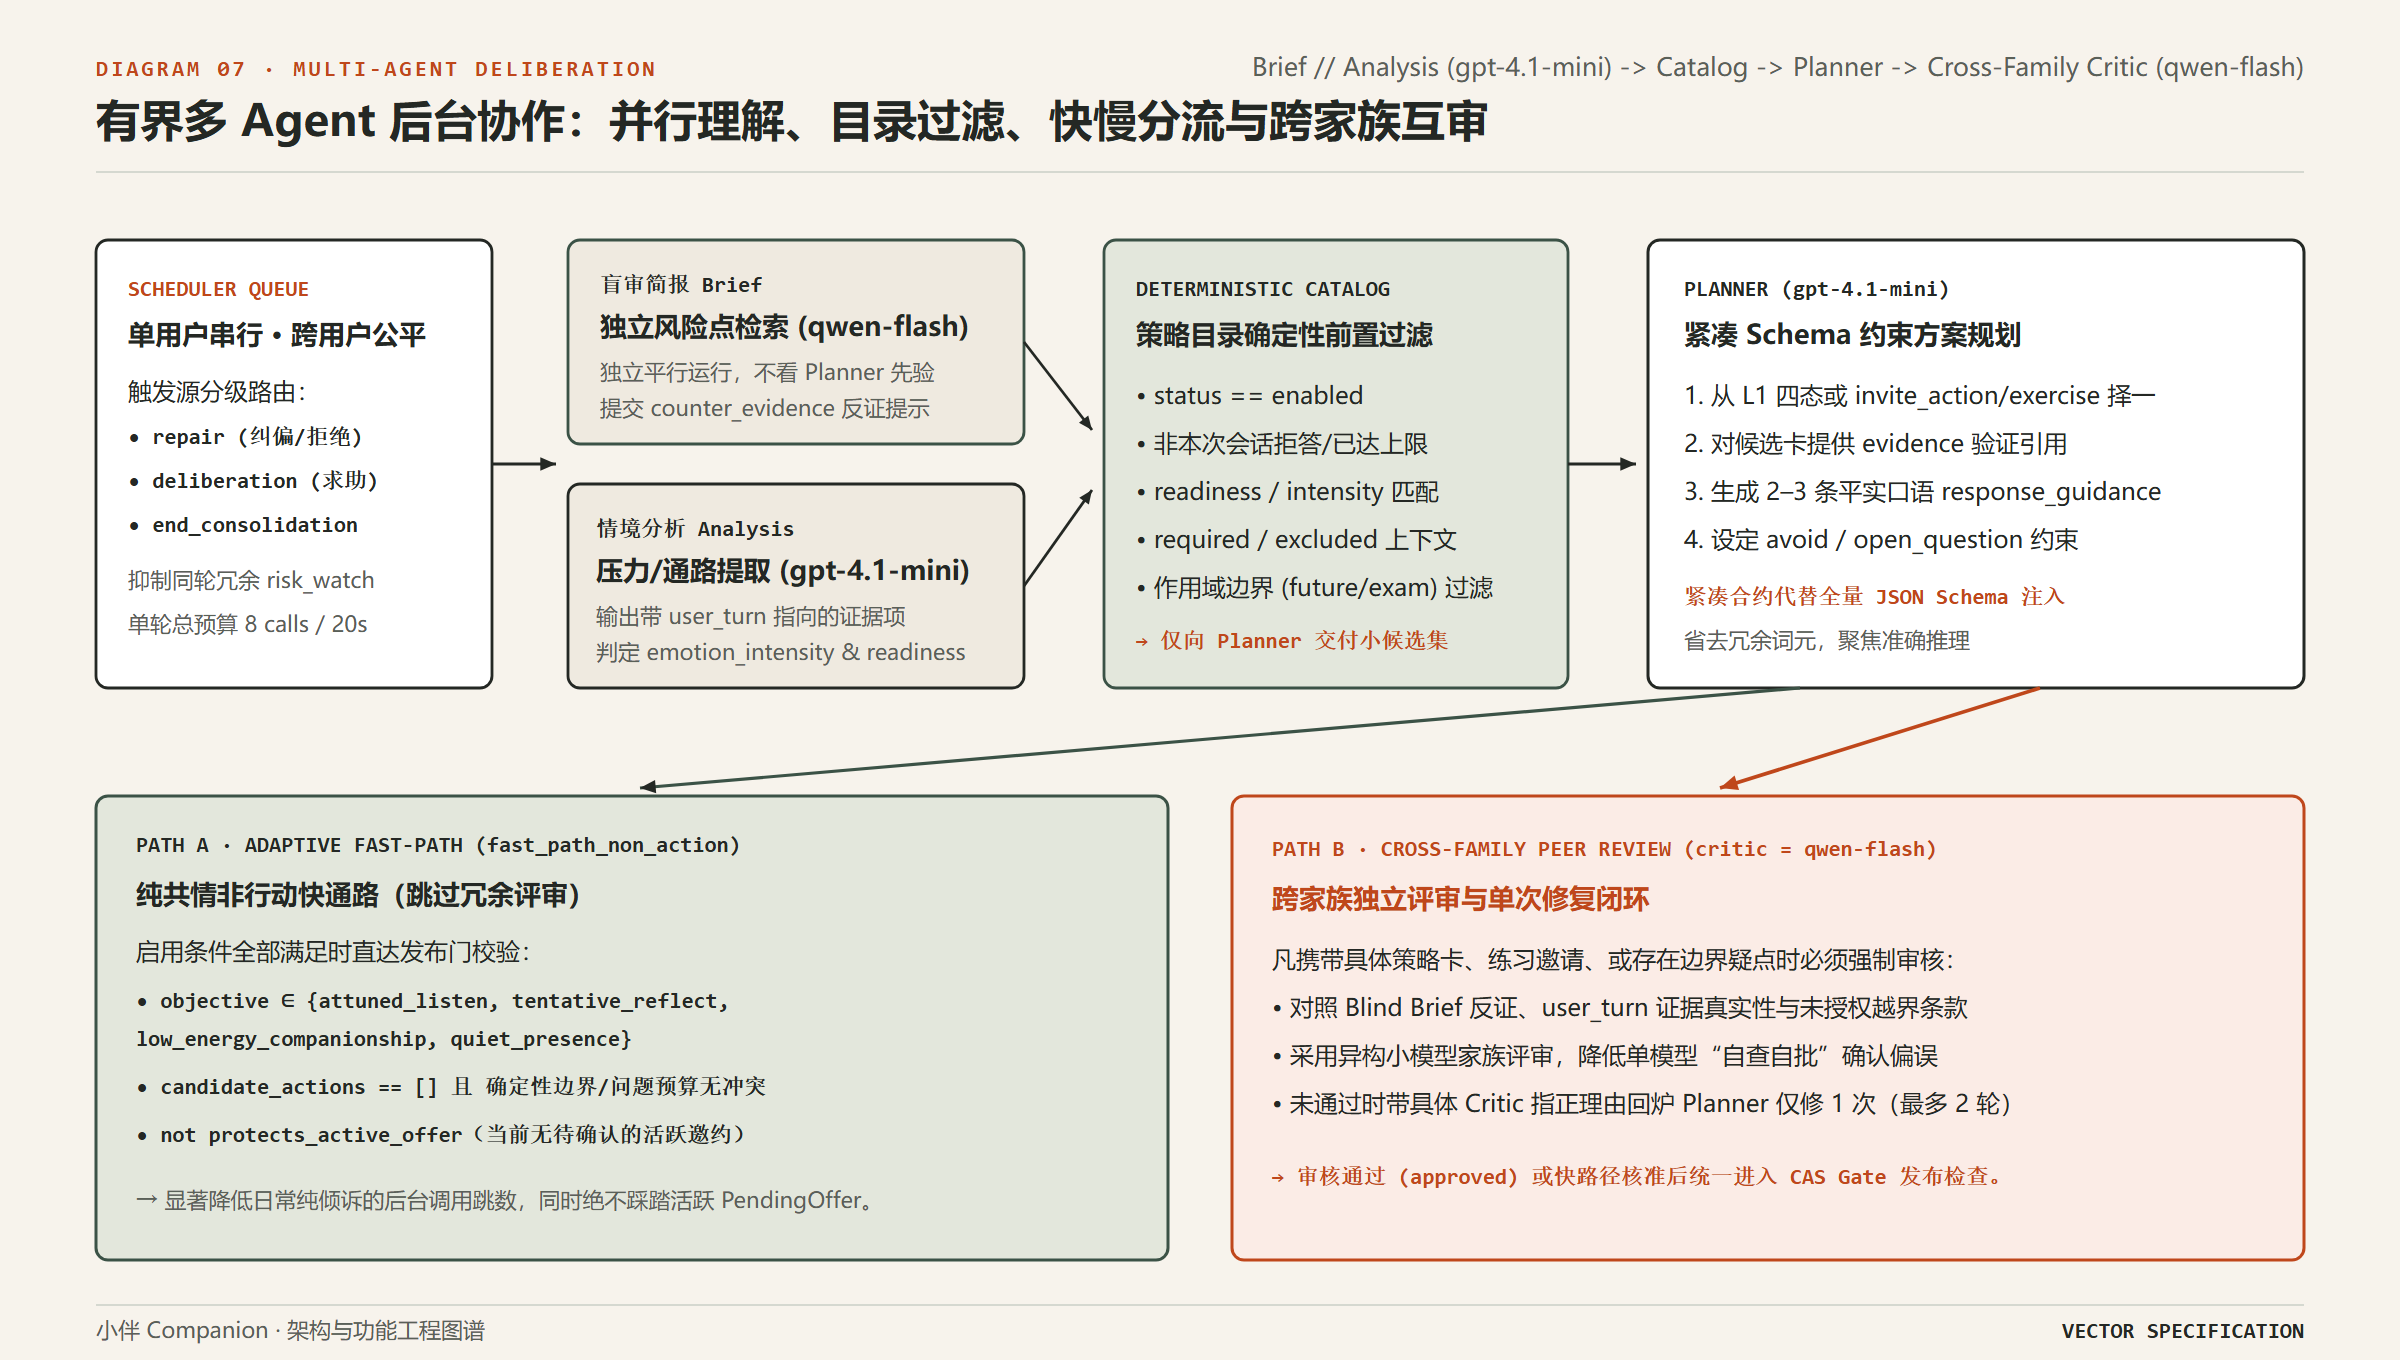 DIAGRAM 07 · MULTI-AGENT DELIBERATION
Brief // Analysis (gpt-4.1-mini) -> Catalog -> Planner -> Cross-Family Critic (qwen-flash)
有界多 Agent 后台协作：并行理解、目录过滤、快慢分流与跨家族互审
SCHEDULER QUEUE
单用户串行 • 跨用户公平
触发源分级路由：
• repair (纠偏/拒绝)
• deliberation (求助)
• end_consolidation
抑制同轮冗余 risk_watch
单轮总预算 8 calls / 20s
盲审简报 Brief
独立风险点检索 (qwen-flash)
独立平行运行，不看 Planner 先验
提交 counter_evidence 反证提示
情境分析 Analysis
压力/通路提取 (gpt-4.1-mini)
输出带 user_turn 指向的证据项
判定 emotion_intensity & readiness
DETERMINISTIC CATALOG
策略目录确定性前置过滤
• status == enabled
• 非本次会话拒答/已达上限
• readiness / intensity 匹配
• required / excluded 上下文
• 作用域边界 (future/exam) 过滤
→ 仅向 Planner 交付小候选集
PLANNER (gpt-4.1-mini)
紧凑 Schema 约束方案规划
1. 从 L1 四态或 invite_action/exercise 择一
2. 对候选卡提供 evidence 验证引用
3. 生成 2–3 条平实口语 response_guidance
4. 设定 avoid / open_question 约束
紧凑合约代替全量 JSON Schema 注入
省去冗余词元，聚焦准确推理
PATH A · ADAPTIVE FAST-PATH (fast_path_non_action)
纯共情非行动快通路（跳过冗余评审）
启用条件全部满足时直达发布门校验：
• objective ∈ {attuned_listen, tentative_reflect,
low_energy_companionship, quiet_presence}
• candidate_actions == [] 且 确定性边界/问题预算无冲突
• not protects_active_offer（当前无待确认的活跃邀约）
→ 显著降低日常纯倾诉的后台调用跳数，同时绝不踩踏活跃 PendingOffer。
PATH B · CROSS-FAMILY PEER REVIEW (critic = qwen-flash)
跨家族独立评审与单次修复闭环
凡携带具体策略卡、练习邀请、或存在边界疑点时必须强制审核：
• 对照 Blind Brief 反证、user_turn 证据真实性与未授权越界条款
• 采用异构小模型家族评审，降低单模型“自查自批”确认偏误
• 未通过时带具体 Critic 指正理由回炉 Planner 仅修 1 次（最多 2 轮）
→ 审核通过 (approved) 或快路径核准后统一进入 CAS Gate 发布检查。
小伴 Companion · 架构与功能工程图谱
VECTOR SPECIFICATION